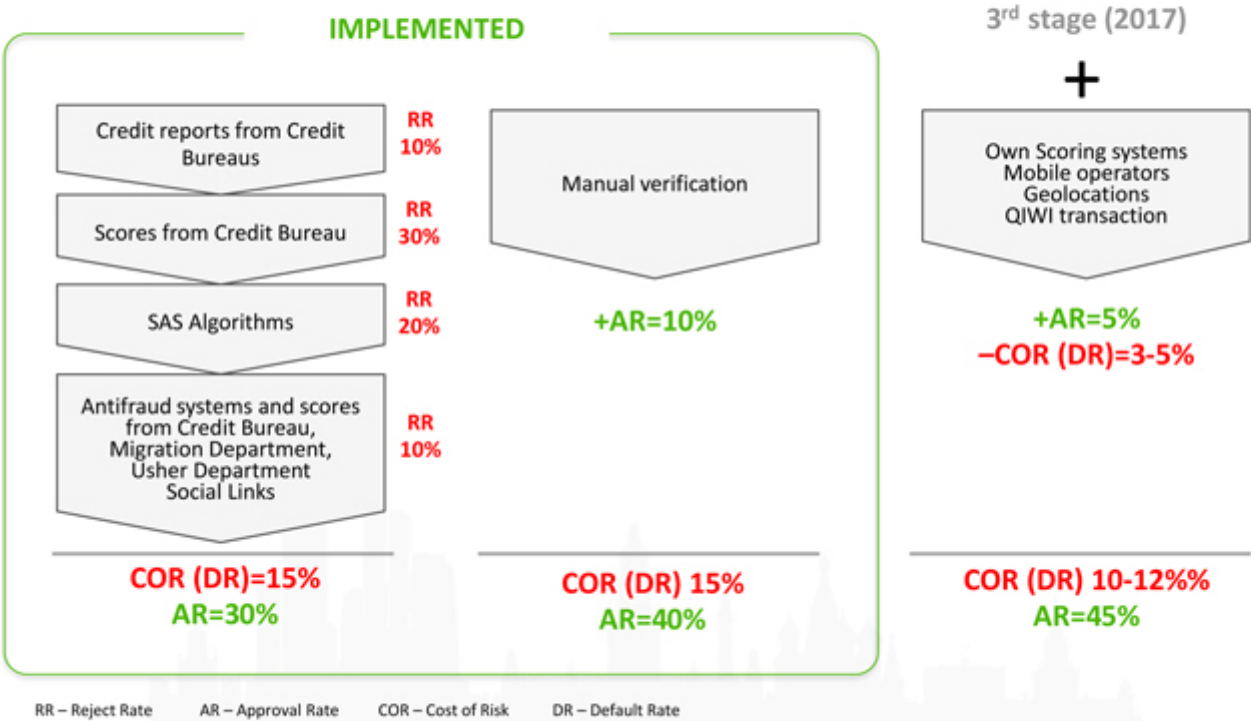 IMPLEMENTED
Credit reports from Credit
Bureaus
RR
10%
Scores from Credit Bureau
RR
30%
SAS Algorithms
RR
20%
Antifraud systems and scores
from Credit Bureau,
Migration Department,
Usher Department
Social Links
RR
10%
COR (DR)=15%
AR=30%
Manual verification
+AR=10%
COR (DR) 15%
AR=40%
3rd stage (2017)
+
Own Scoring systems
Mobile operators
Geolocations
QIWI transaction
+AR=5%
–COR (DR)=3-5%
COR (DR) 10-12%%
AR=45%
RR – Reject Rate AR – Approval Rate COR – Cost of Risk DR – Default Rate